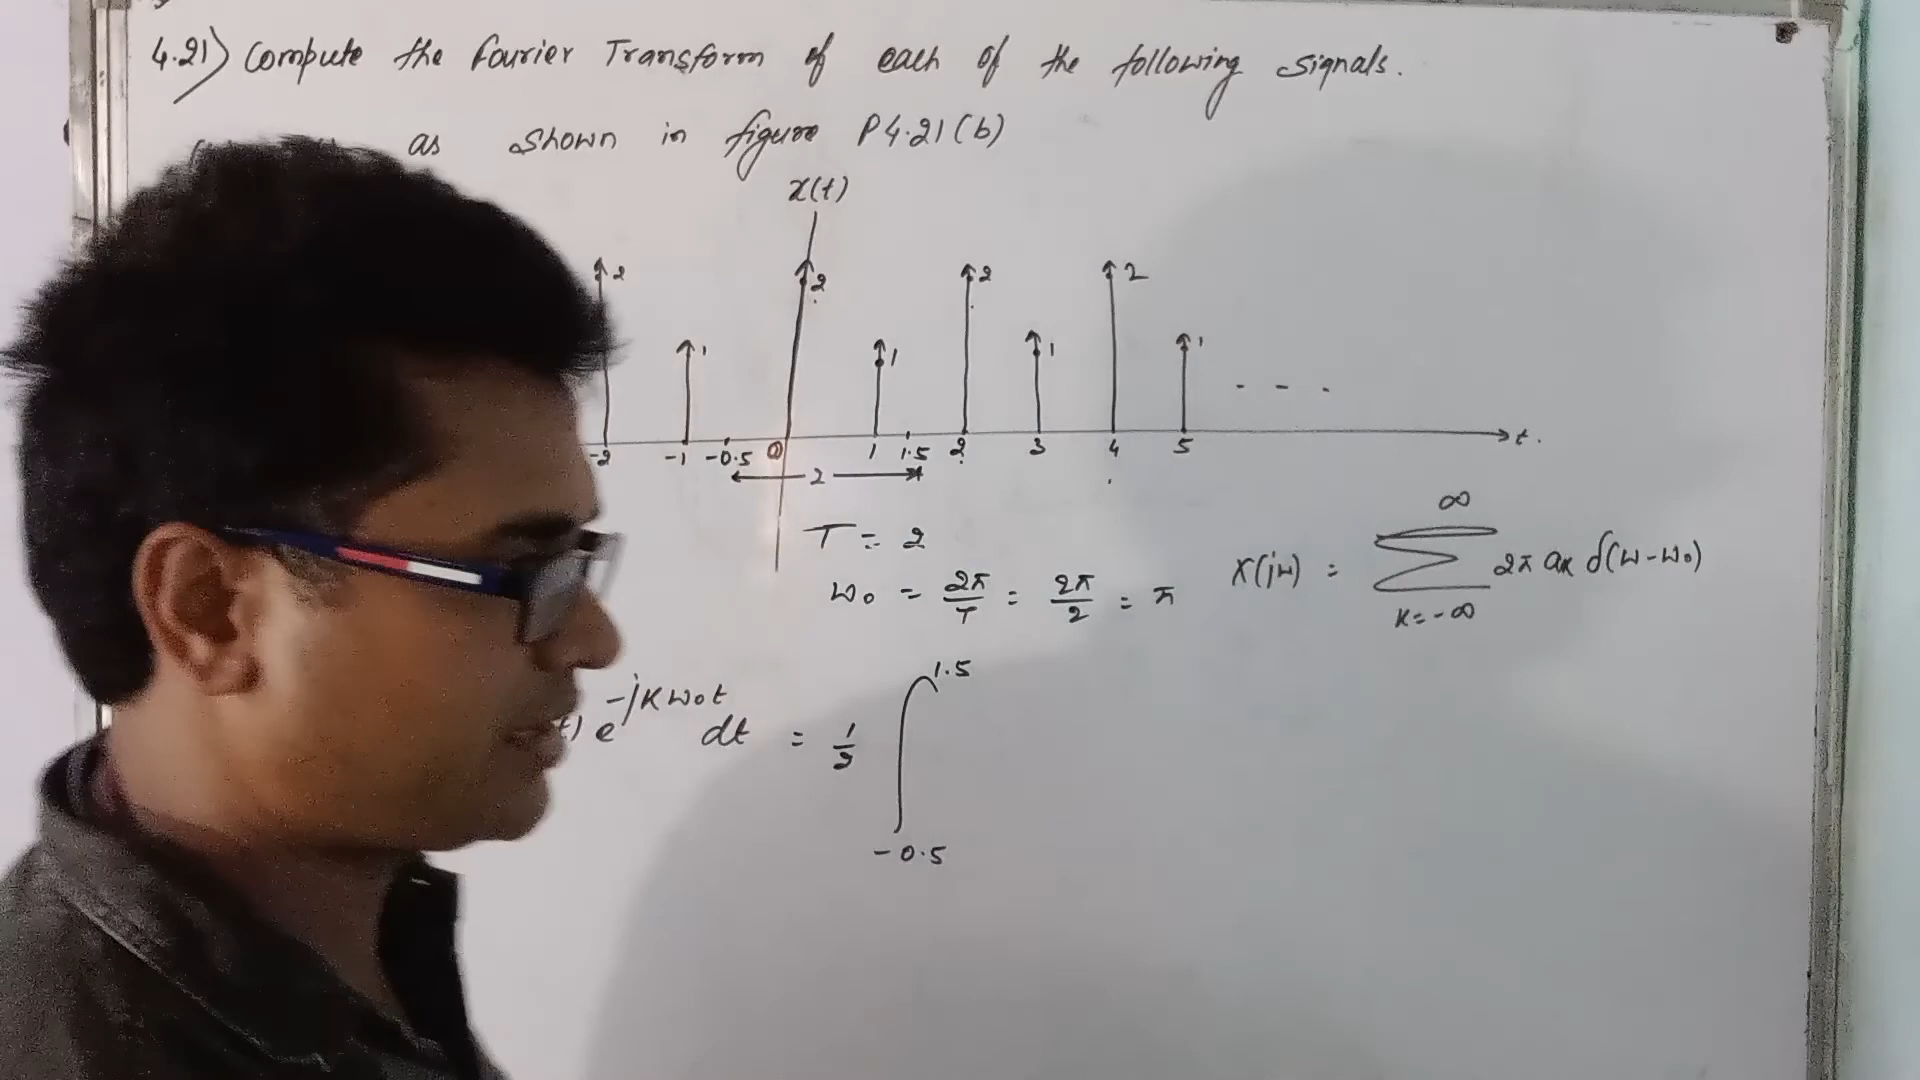 4.21) Compute the Fourier Transform of each of the following signals.
as shown in figure P4.21(b)
x(t)
2 2 2 2
1 1 1 1
-2 -1 -0.5 0 1 1.5 2 3 4 5 - - . t.
2
T = 2
ω₀ = 2π/T = 2π/2 = π
X(jω) = ∑_{k=-∞}^{∞} 2π aₖ δ(ω-ω₀)
t) e^{-jkω₀t} dt = 1/2 ∫_{-0.5}^{1.5}